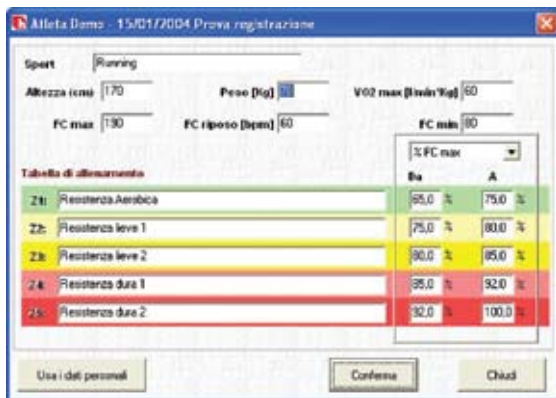 Atleta Demo - 15/01/2004 Prova registrazione
Sport Running
Altezza (cm) 170 Peso [Kg] VO2 max [l/min*Kg] 60
FC max 190 FC riposo [bpm] 60 FC min 80
% FC max
Tabella di allenamento Da A
Z1: Resistenza Aerobica 65,0 % 75,0 %
Z2: Resistenza lieve 1 75,0 % 80,0 %
Z3: Resistenza lieve 2 80,0 % 85,0 %
Z4: Resistenza dura 1 85,0 % 92,0 %
Z5: Resistenza dura 2 92,0 % 100,0 %
Usa i dati personali Conferma Chiudi